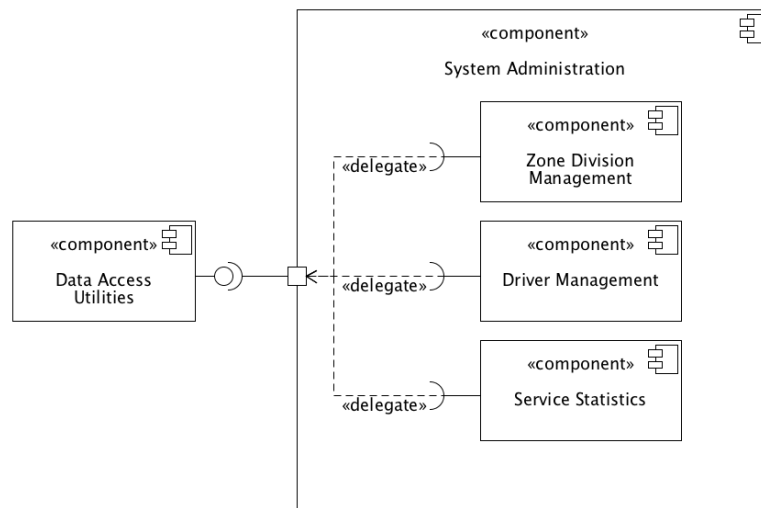 «component»
System Administration
«component»
Zone Division
Management
«delegate»
«component»
Data Access
Utilities
«component»
Driver Management
«delegate»
«component»
Service Statistics
«delegate»